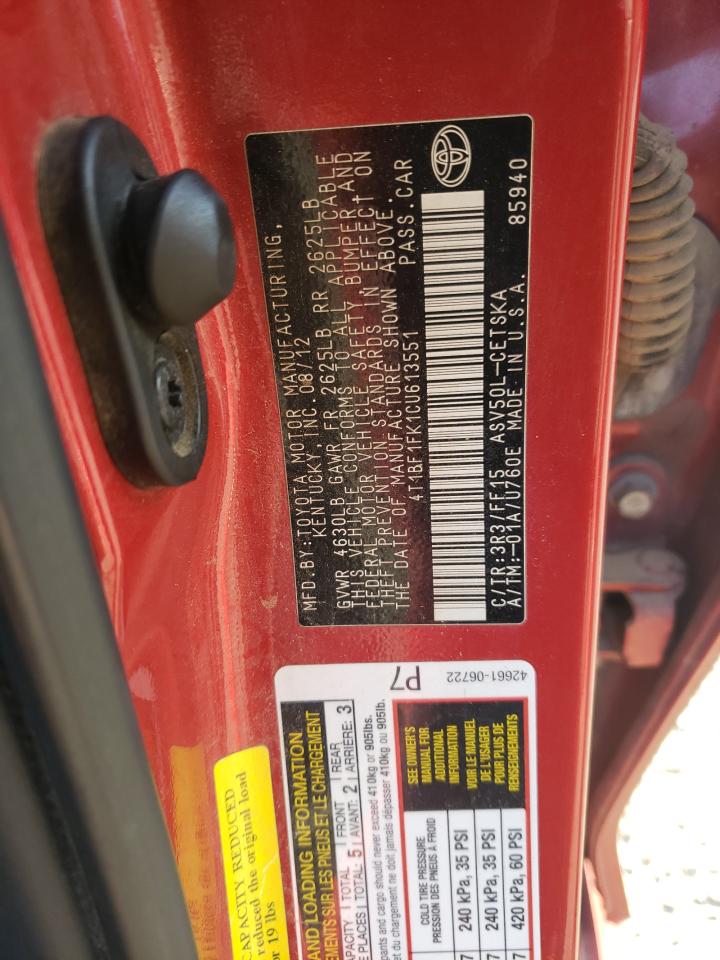 MFD.BY:TOYOTA MOTOR MANUFACTURING,
KENTUCKY, INC. 08/12
GVWR 4630LB GAWR FR 2625LB RR 2625LB
THIS VEHICLE CONFORMS TO ALL APPLICABLE
FEDERAL MOTOR VEHICLE SAFETY, BUMPER, AND
THEFT PREVENTION STANDARDS IN EFFECT ON
THE DATE OF MANUFACTURE SHOWN ABOVE.
4T1BF1FK1CU613551 PASS.CAR
C/TR:3R3/FF15 ASV50L-CETSKA
A/TM:-01A/U760E MADE IN U.S.A. 85940
P7
42661-06722
AND LOADING INFORMATION
EMENTS SUR LES PNEUS ET LE CHARGEMENT
CAPACITY | TOTAL | FRONT | REAR
E PLACES | TOTAL: 5 | AVANT: 2 | ARRIÈRE: 3
pants and cargo should never exceed 410kg or 905lbs.
et du chargement ne doit jamais dépasser 410kg ou 905lb.
COLD TIRE PRESSURE
PRESSION DES PNEUS À FROID
7 240 kPa, 35 PSI
7 240 kPa, 35 PSI
7 420 kPa, 60 PSI
SEE OWNER'S
MANUAL FOR
ADDITIONAL
INFORMATION
VOIR LE MANUEL
DE L'USAGER
POUR PLUS DE
RENSEIGNEMENTS
CAPACITY REDUCED
reduced the original load
or 19 lbs